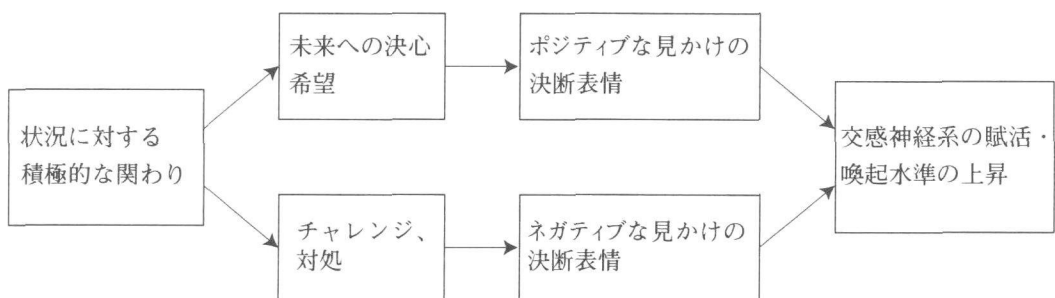 状況に対する
積極的な関わり
未来への決心
希望
ポジティブな見かけの
決断表情
チャレンジ、
対処
ネガティブな見かけの
決断表情
交感神経系の賦活・
喚起水準の上昇